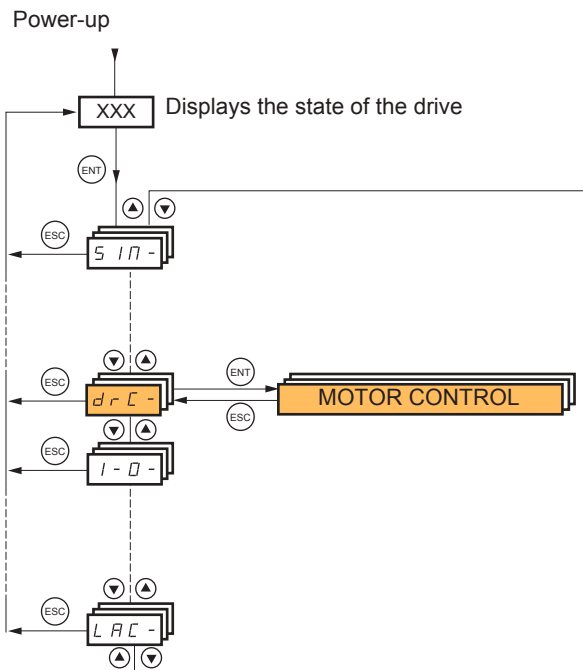 Power-up
XXX Displays the state of the drive
ENT
ESC
SIM-
ENT
ESC
drC-
MOTOR CONTROL
ESC
ESC
I-O-
ESC
LAC-